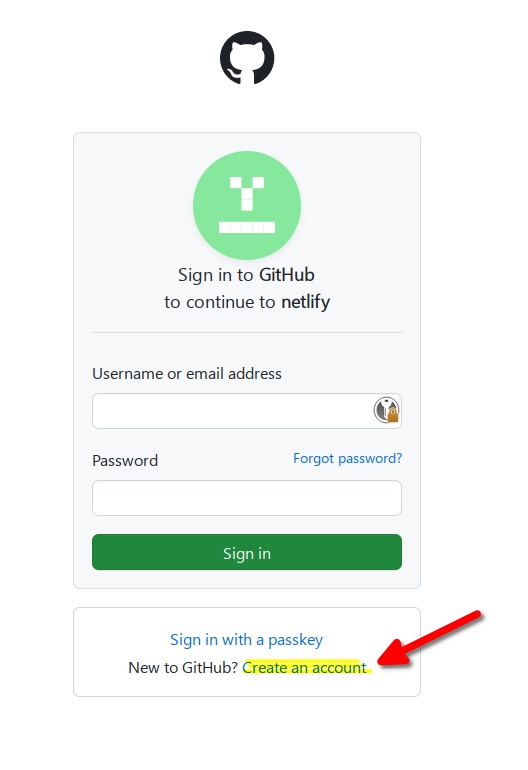 Sign in to GitHub
to continue to netlify
Username or email address
Password Forgot password?
Sign in
Sign in with a passkey
New to GitHub? Create an account